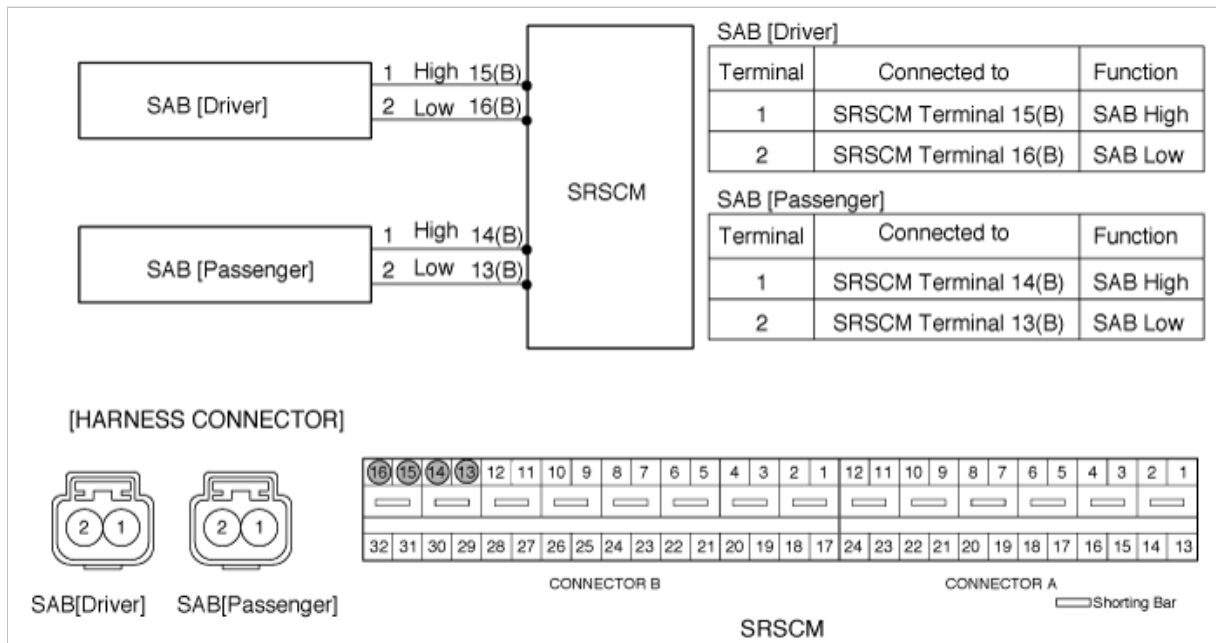 SAB [Driver]
1 High 15(B)
2 Low 16(B)
SAB [Passenger]
1 High 14(B)
2 Low 13(B)
SRSCM
SAB [Driver]
Terminal Connected to Function
1 SRSCM Terminal 15(B) SAB High
2 SRSCM Terminal 16(B) SAB Low
SAB [Passenger]
Terminal Connected to Function
1 SRSCM Terminal 14(B) SAB High
2 SRSCM Terminal 13(B) SAB Low
[HARNESS CONNECTOR]
2 1
SAB[Driver]
2 1
SAB[Passenger]
16 15 14 13 12 11 10 9 8 7 6 5 4 3 2 1 12 11 10 9 8 7 6 5 4 3 2 1
32 31 30 29 28 27 26 25 24 23 22 21 20 19 18 17 24 23 22 21 20 19 18 17 16 15 14 13
CONNECTOR B CONNECTOR A
Shorting Bar
SRSCM